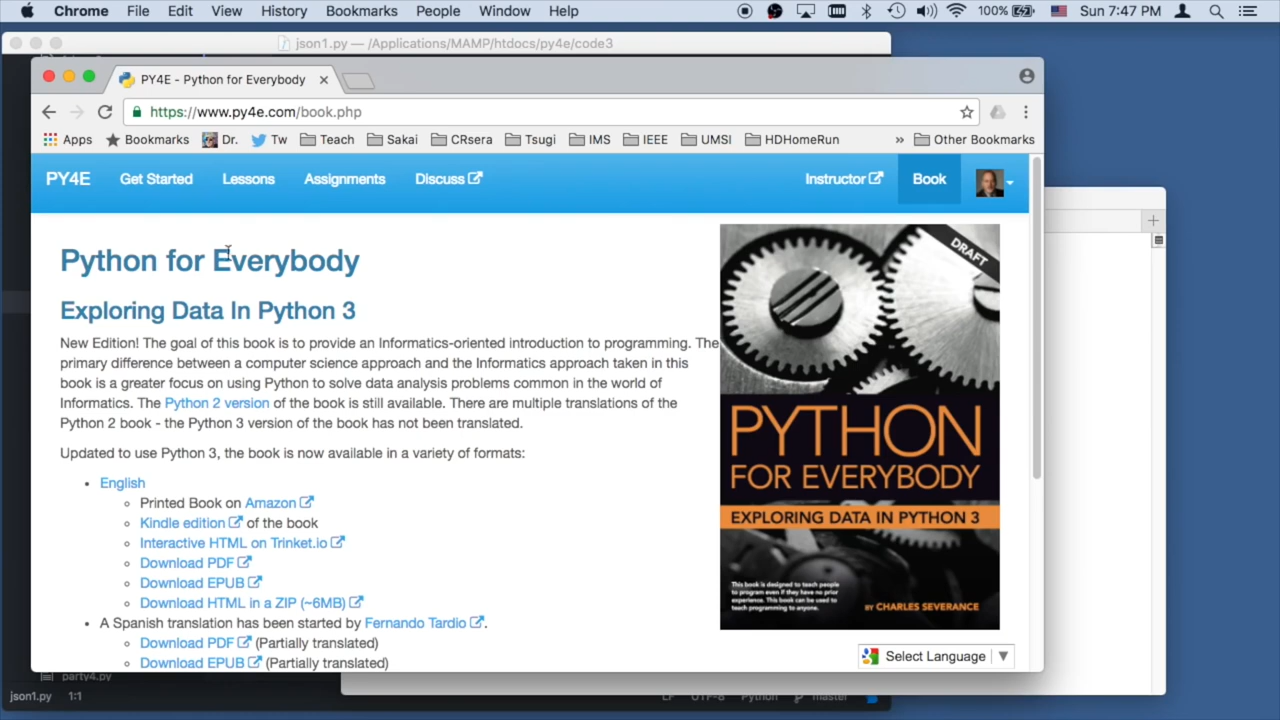 Chrome File Edit View History Bookmarks People Window Help 100% Sun 7:47 PM
json1.py — /Applications/MAMP/htdocs/py4e/code3
PY4E - Python for Everybody
https://www.py4e.com/book.php
Apps Bookmarks Dr. Tw Teach Sakai CRsera Tsugi IMS IEEE UMSI HDHomeRun » Other Bookmarks
PY4E Get Started Lessons Assignments Discuss Instructor Book
Python for Everybody
Exploring Data In Python 3
New Edition! The goal of this book is to provide an Informatics-oriented introduction to programming. The
primary difference between a computer science approach and the Informatics approach taken in this
book is a greater focus on using Python to solve data analysis problems common in the world of
Informatics. The Python 2 version of the book is still available. There are multiple translations of the
Python 2 book - the Python 3 version of the book has not been translated.
Updated to use Python 3, the book is now available in a variety of formats:
English
Printed Book on Amazon
Kindle edition of the book
Interactive HTML on Trinket.io
Download PDF
Download EPUB
Download HTML in a ZIP (~6MB)
A Spanish translation has been started by Fernando Tardio.
Download PDF (Partially translated)
Download EPUB (Partially translated)
DRAFT
PYTHON
FOR EVERYBODY
EXPLORING DATA IN PYTHON 3
This book is designed to teach people
to program even if they have no prior
experience. This book can be used to
teach programming to anyone.
BY CHARLES SEVERANCE
Select Language
party4.py
json1.py 1:1 LF UTF-8 Python master